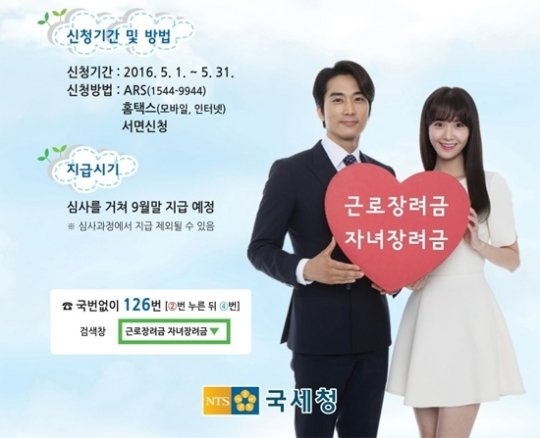 신청기간 및 방법
신청기간 : 2016. 5. 1. ~ 5. 31.
신청방법 : ARS(1544-9944)
홈택스(모바일, 인터넷)
서면신청
지급시기
심사를 거쳐 9월말 지급 예정
※ 심사과정에서 지급 제외될 수 있음
근로장려금
자녀장려금
☎ 국번없이 126번 [②번 누른 뒤 ④번]
검색창 근로장려금 자녀장려금 ▼
NTS 국세청